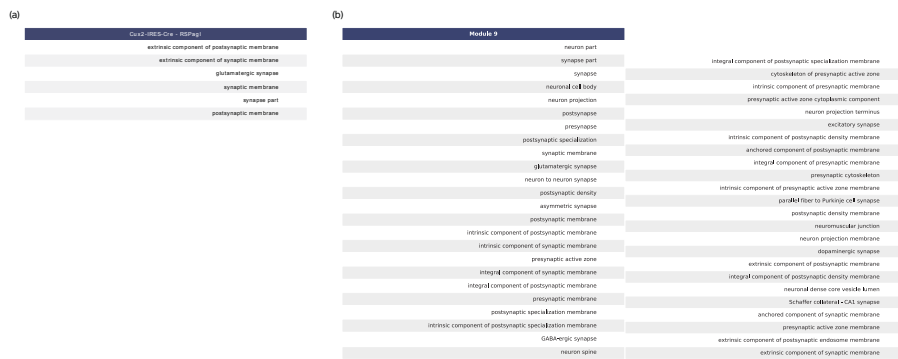 (a)
Cux2-IRES-Cre - RSPagl
extrinsic component of postsynaptic membrane
extrinsic component of synaptic membrane
glutamatergic synapse
synaptic membrane
synapse part
postsynaptic membrane
(b)
Module 9
neuron part
synapse part
synapse
neuronal cell body
neuron projection
postsynapse
presynapse
postsynaptic specialization
synaptic membrane
glutamatergic synapse
neuron to neuron synapse
postsynaptic density
asymmetric synapse
postsynaptic membrane
intrinsic component of postsynaptic membrane
intrinsic component of synaptic membrane
presynaptic active zone
integral component of synaptic membrane
integral component of postsynaptic membrane
presynaptic membrane
postsynaptic specialization membrane
intrinsic component of postsynaptic specialization membrane
GABA-ergic synapse
neuron spine
integral component of postsynaptic specialization membrane
cytoskeleton of presynaptic active zone
intrinsic component of presynaptic membrane
presynaptic active zone cytoplasmic component
neuron projection terminus
excitatory synapse
intrinsic component of postsynaptic density membrane
anchored component of postsynaptic membrane
integral component of presynaptic membrane
presynaptic cytoskeleton
intrinsic component of presynaptic active zone membrane
parallel fiber to Purkinje cell synapse
postsynaptic density membrane
neuromuscular junction
neuron projection membrane
dopaminergic synapse
extrinsic component of postsynaptic membrane
integral component of postsynaptic density membrane
neuronal dense core vesicle lumen
Schaffer collateral - CA1 synapse
anchored component of synaptic membrane
presynaptic active zone membrane
extrinsic component of postsynaptic endosome membrane
extrinsic component of synaptic membrane